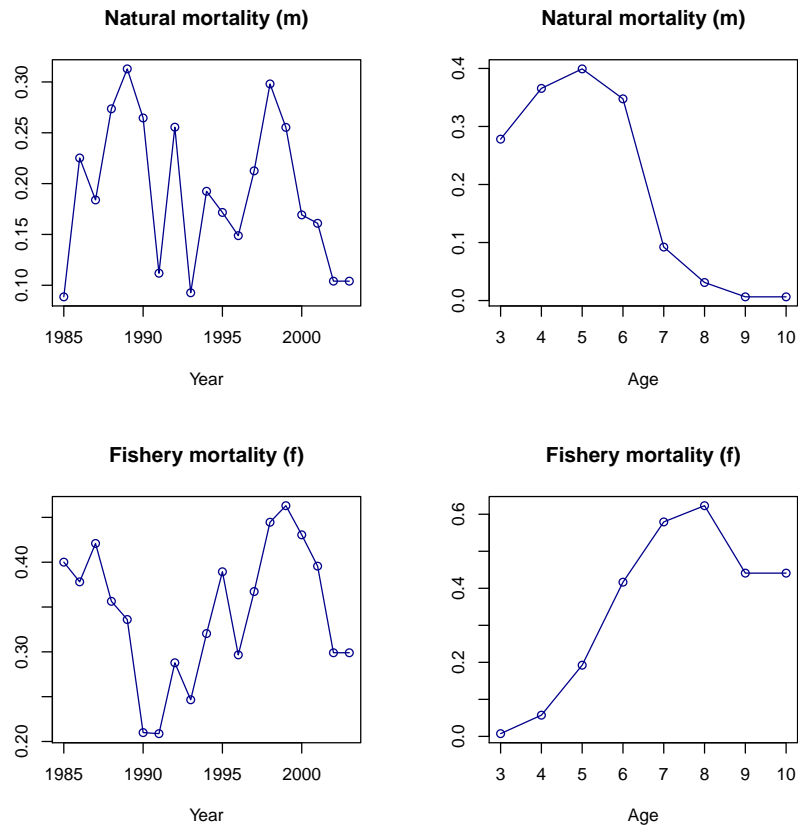 Natural mortality (m)
0.10 0.15 0.20 0.25 0.30
1985 1990 1995 2000
Year
Natural mortality (m)
0.0 0.1 0.2 0.3 0.4
3 4 5 6 7 8 9 10
Age
Fishery mortality (f)
0.20 0.30 0.40
1985 1990 1995 2000
Year
Fishery mortality (f)
0.0 0.2 0.4 0.6
3 4 5 6 7 8 9 10
Age